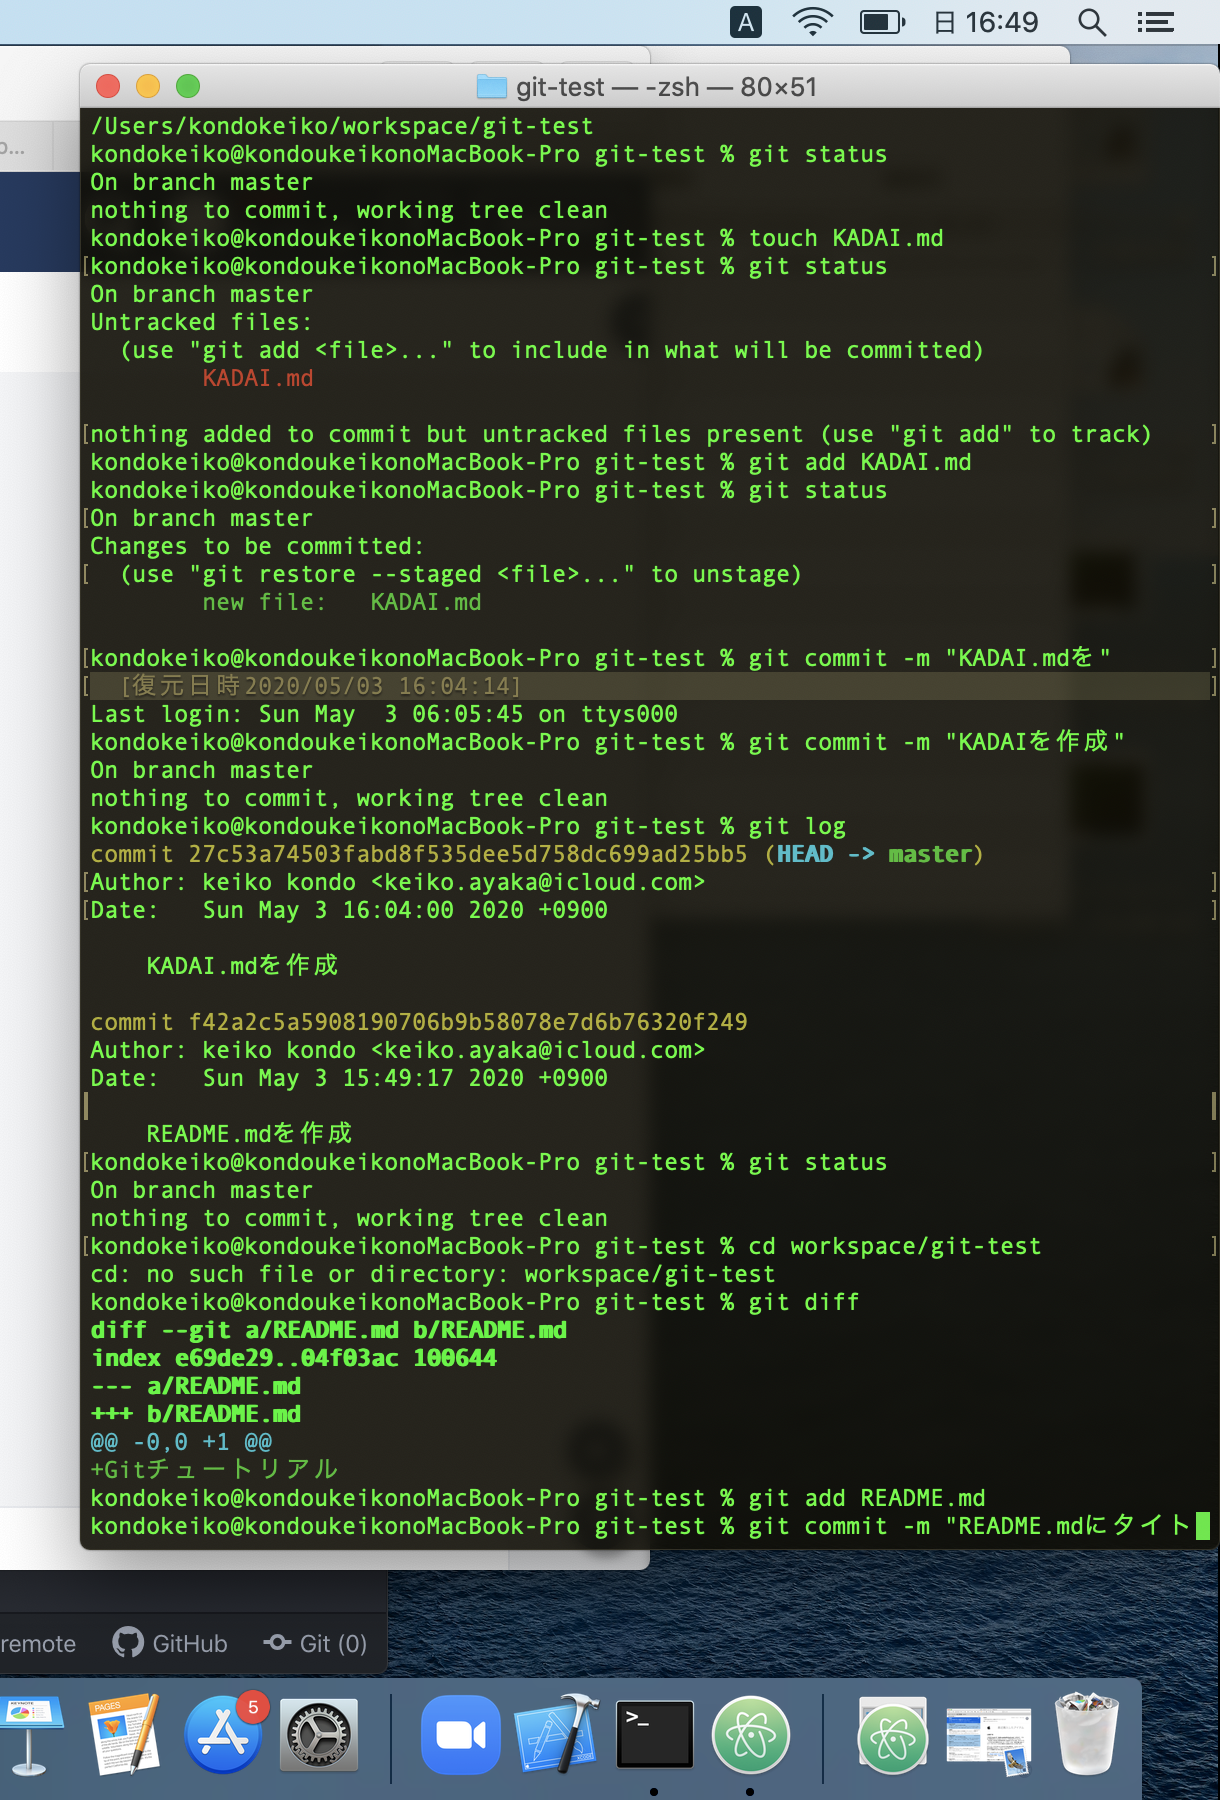 A
日 16:49
git-test — -zsh — 80×51
o...
/Users/kondokeiko/workspace/git-test
kondokeiko@kondoukeikonoMacBook-Pro git-test % git status
On branch master
nothing to commit, working tree clean
kondokeiko@kondoukeikonoMacBook-Pro git-test % touch KADAI.md
[kondokeiko@kondoukeikonoMacBook-Pro git-test % git status ]
On branch master
Untracked files:
  (use "git add <file>..." to include in what will be committed)
        KADAI.md
[nothing added to commit but untracked files present (use "git add" to track) ]
kondokeiko@kondoukeikonoMacBook-Pro git-test % git add KADAI.md
kondokeiko@kondoukeikonoMacBook-Pro git-test % git status
[On branch master ]
Changes to be committed:
[  (use "git restore --staged <file>..." to unstage) ]
        new file:   KADAI.md
[kondokeiko@kondoukeikonoMacBook-Pro git-test % git commit -m "KADAI.mdを" ]
[  [復元日時2020/05/03 16:04:14] ]
Last login: Sun May  3 06:05:45 on ttys000
kondokeiko@kondoukeikonoMacBook-Pro git-test % git commit -m "KADAIを作成"
On branch master
nothing to commit, working tree clean
kondokeiko@kondoukeikonoMacBook-Pro git-test % git log
commit 27c53a74503fabd8f535dee5d758dc699ad25bb5 (HEAD -> master)
[Author: keiko kondo <keiko.ayaka@icloud.com> ]
[Date:   Sun May 3 16:04:00 2020 +0900 ]
    KADAI.mdを作成
commit f42a2c5a5908190706b9b58078e7d6b76320f249
Author: keiko kondo <keiko.ayaka@icloud.com>
Date:   Sun May 3 15:49:17 2020 +0900
    README.mdを作成
[kondokeiko@kondoukeikonoMacBook-Pro git-test % git status ]
On branch master
nothing to commit, working tree clean
[kondokeiko@kondoukeikonoMacBook-Pro git-test % cd workspace/git-test ]
cd: no such file or directory: workspace/git-test
kondokeiko@kondoukeikonoMacBook-Pro git-test % git diff
diff --git a/README.md b/README.md
index e69de29..04f03ac 100644
--- a/README.md
+++ b/README.md
@@ -0,0 +1 @@
+Gitチュートリアル
kondokeiko@kondoukeikonoMacBook-Pro git-test % git add README.md
kondokeiko@kondoukeikonoMacBook-Pro git-test % git commit -m "README.mdにタイト
remote GitHub Git (0)
KEYNOTE
PAGES
5
>_